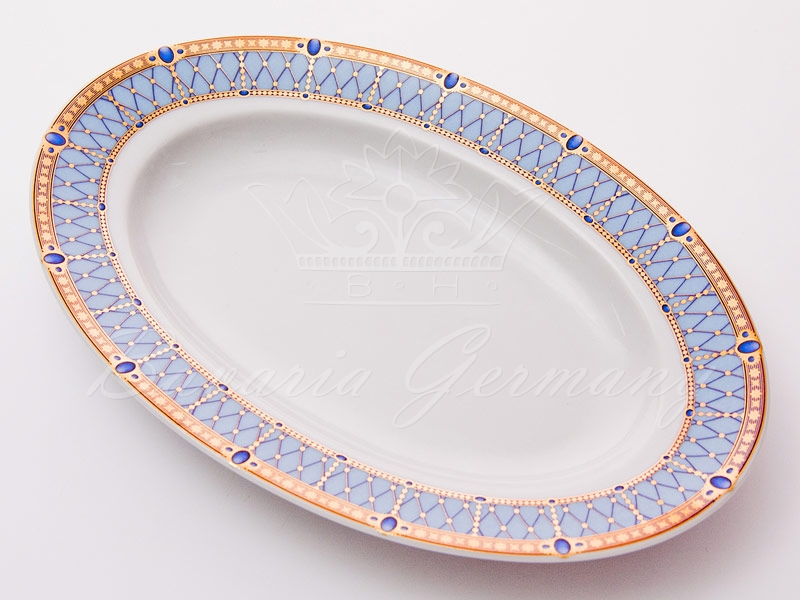 Б ❧ Н
Bavaria Germany